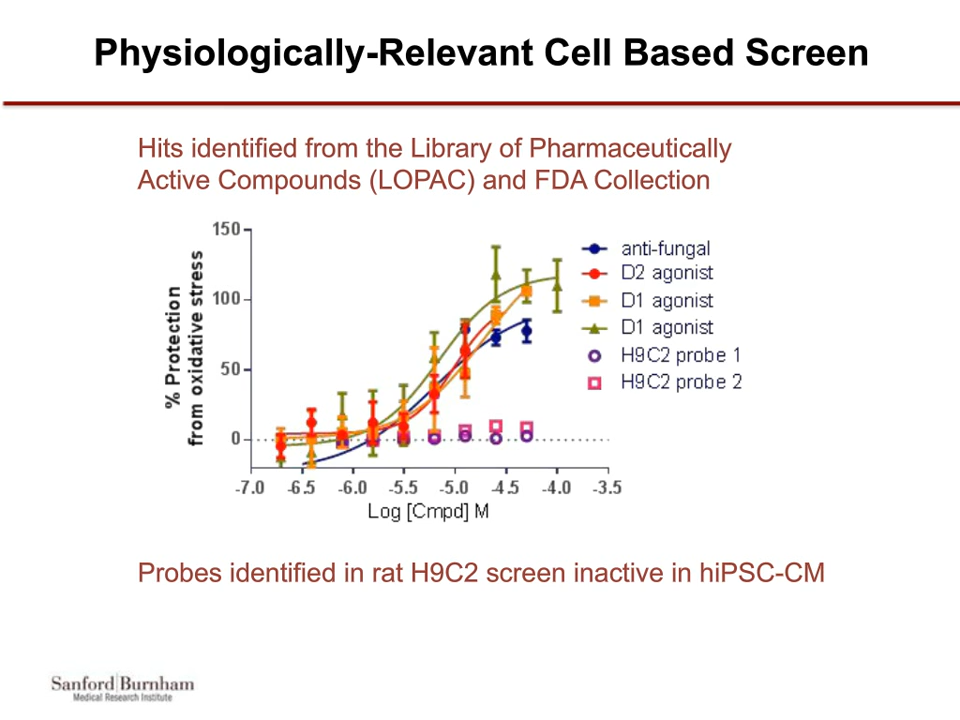 Physiologically-Relevant Cell Based Screen
Hits identified from the Library of Pharmaceutically
Active Compounds (LOPAC) and FDA Collection
% Protection
from oxidative stress
150
100
50
0
-7.0 -6.5 -6.0 -5.5 -5.0 -4.5 -4.0 -3.5
Log [Cmpd] M
anti-fungal
D2 agonist
D1 agonist
D1 agonist
H9C2 probe 1
H9C2 probe 2
Probes identified in rat H9C2 screen inactive in hiPSC-CM
Sanford Burnham
Medical Research Institute